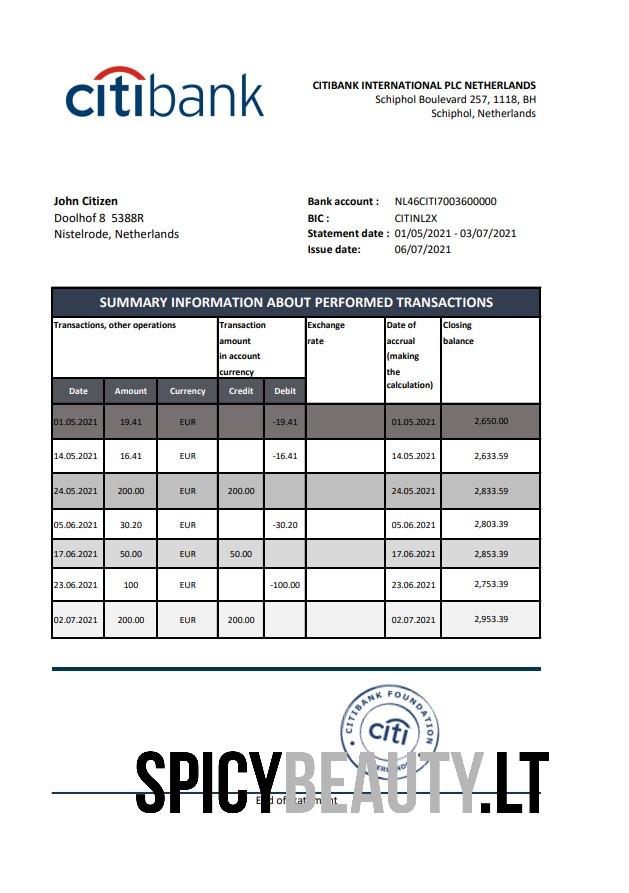 citibank
CITIBANK INTERNATIONAL PLC NETHERLANDS
Schiphol Boulevard 257, 1118, BH
Schiphol, Netherlands
John Citizen
Doolhof 8 5388R
Nistelrode, Netherlands
Bank account : NL46CITI7003600000
BIC : CITINL2X
Statement date : 01/05/2021 - 03/07/2021
Issue date: 06/07/2021
SUMMARY INFORMATION ABOUT PERFORMED TRANSACTIONS
Transactions, other operations
Transaction
amount
in account
currency
Exchange
rate
Date of
accrual
(making
the
calculation)
Closing
balance
Date Amount Currency Credit Debit
01.05.2021 19.41 EUR -19.41 01.05.2021 2,650.00
14.05.2021 16.41 EUR -16.41 14.05.2021 2,633.59
24.05.2021 200.00 EUR 200.00 24.05.2021 2,833.59
05.06.2021 30.20 EUR -30.20 05.06.2021 2,803.39
17.06.2021 50.00 EUR 50.00 17.06.2021 2,853.39
23.06.2021 100 EUR -100.00 23.06.2021 2,753.39
02.07.2021 200.00 EUR 200.00 02.07.2021 2,953.39
CITIBANK FOUNDATION
citi
SPICYBEAUTY.LT
End of statement